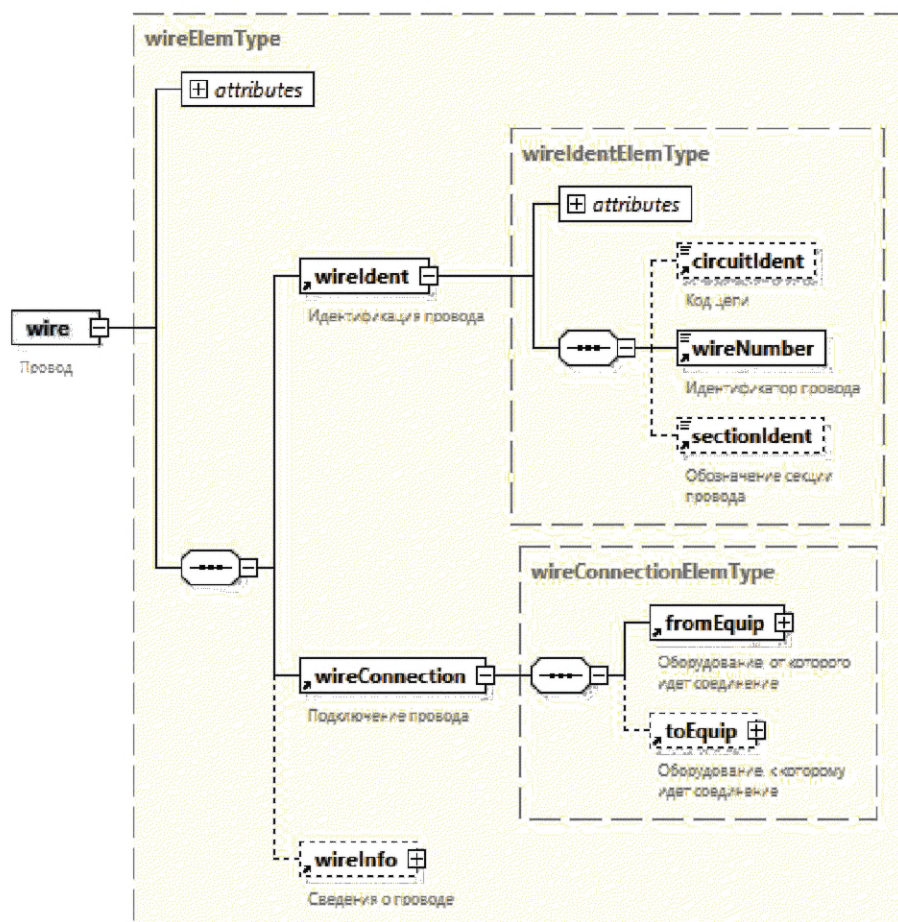 wireElemType
attributes
wireIdentElemType
attributes
circuitIdent
Код цепи
wireIdent
Идентификация провода
wire
Провод
wireNumber
Идентификатор провода
sectionIdent
Обозначение секции
провода
wireConnectionElemType
fromEquip
Оборудование, от которого
идет соединение
wireConnection
Подключение провода
toEquip
Оборудование, к которому
идет соединение
wireInfo
Сведения о проводе